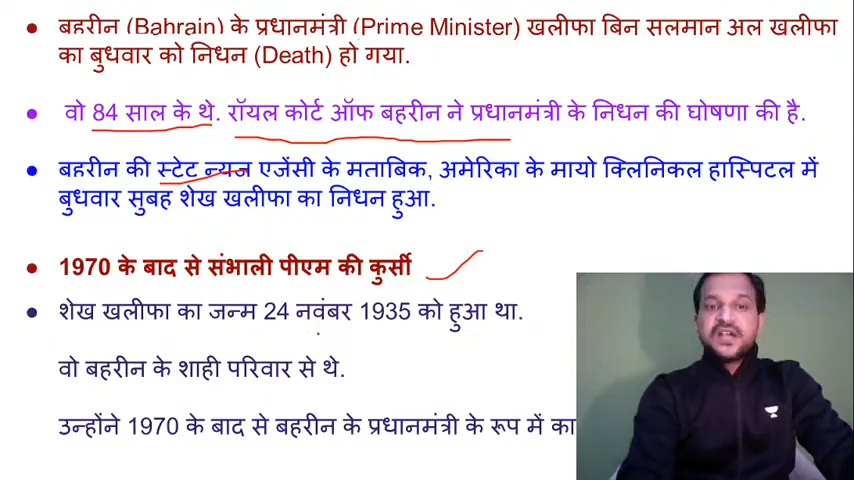 बहरीन (Bahrain) के प्रधानमंत्री (Prime Minister) खलीफा बिन सलमान अल खलीफा
का बुधवार को निधन (Death) हो गया.
वो 84 साल के थे. रॉयल कोर्ट ऑफ बहरीन ने प्रधानमंत्री के निधन की घोषणा की है.
बहरीन की स्टेट न्यूज एजेंसी के मुताबिक, अमेरिका के मायो क्लिनिकल हास्पिटल में
बुधवार सुबह शेख खलीफा का निधन हुआ.
1970 के बाद से संभाली पीएम की कुर्सी
शेख खलीफा का जन्म 24 नवंबर 1935 को हुआ था.
वो बहरीन के शाही परिवार से थे.
उन्होंने 1970 के बाद से बहरीन के प्रधानमंत्री के रूप में का